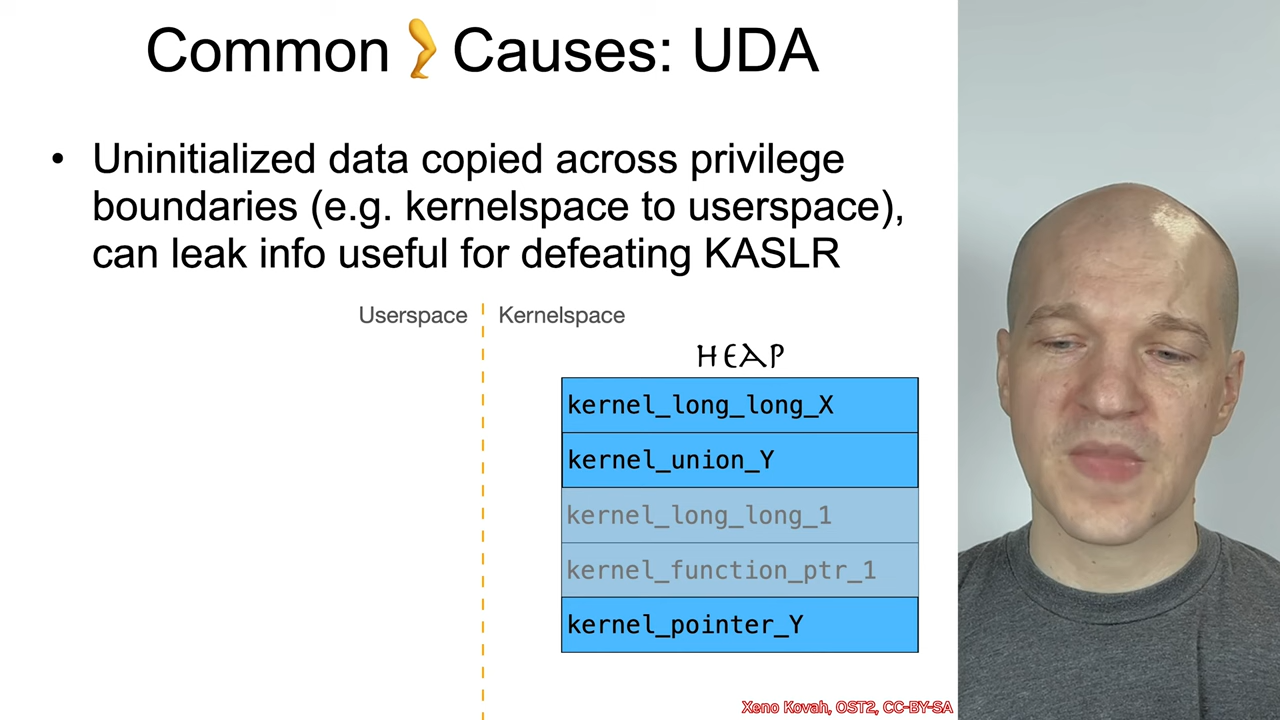 Common 🦵 Causes: UDA
• Uninitialized data copied across privilege
boundaries (e.g. kernelspace to userspace),
can leak info useful for defeating KASLR
Userspace
Kernelspace
HEAP
kernel_long_long_X
kernel_union_Y
kernel_long_long_1
kernel_function_ptr_1
kernel_pointer_Y
Xeno Kovah, OST2, CC-BY-SA